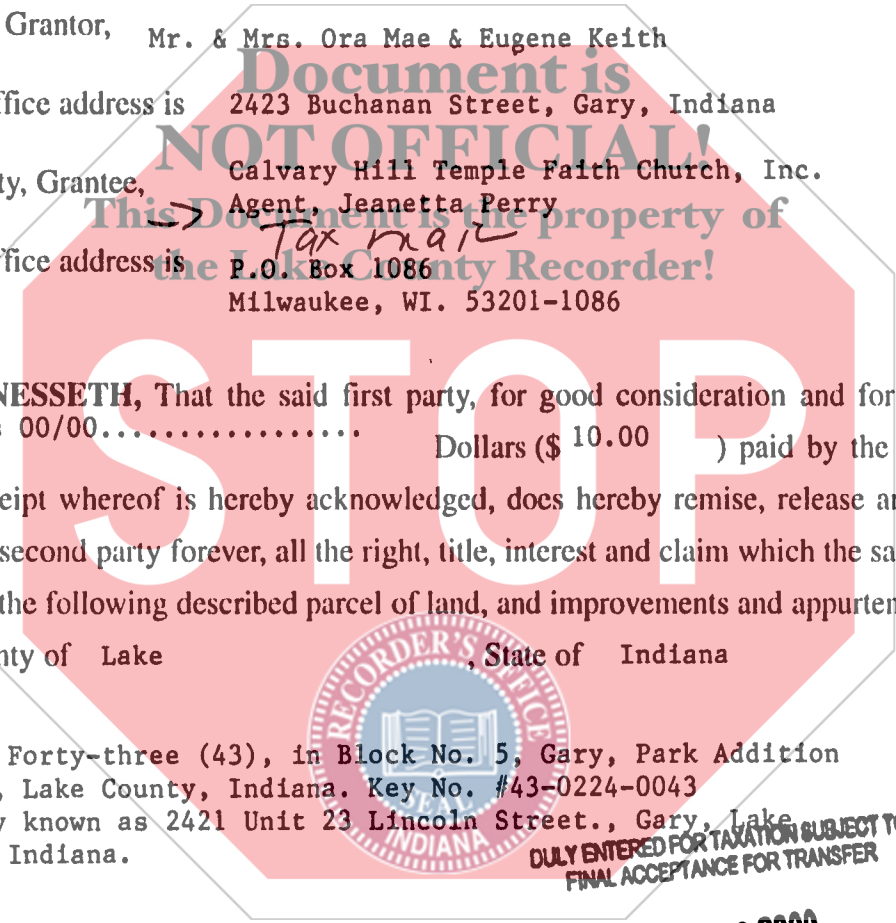 Grantor, Mr. & Mrs. Ora Mae & Eugene Keith
Document is
ffice address is 2423 Buchanan Street, Gary, Indiana
NOT OFFICIAL!
ty, Grantee, Calvary Hill Temple Faith Church, Inc.
Agent, Jeanetta Perry
This Document is the property of
Tax mail
ffice address is P.O. Box 1086
the Lake County Recorder!
Milwaukee, WI. 53201-1086
STOP
NESSETH, That the said first party, for good consideration and for
00/00..................
Dollars ($ 10.00 ) paid by the
eipt whereof is hereby acknowledged, does hereby remise, release a
second party forever, all the right, title, interest and claim which the sa
the following described parcel of land, and improvements and appurten
nty of Lake , State of Indiana
RECORDER'S OFFICE
SEAL
INDIANA
Forty-three (43), in Block No. 5, Gary, Park Addition
, Lake County, Indiana. Key No. #43-0224-0043
y known as 2421 Unit 23 Lincoln Street., Gary, Lake
Indiana.
DULY ENTERED FOR TAXATION SUBJECT TO
FINAL ACCEPTANCE FOR TRANSFER